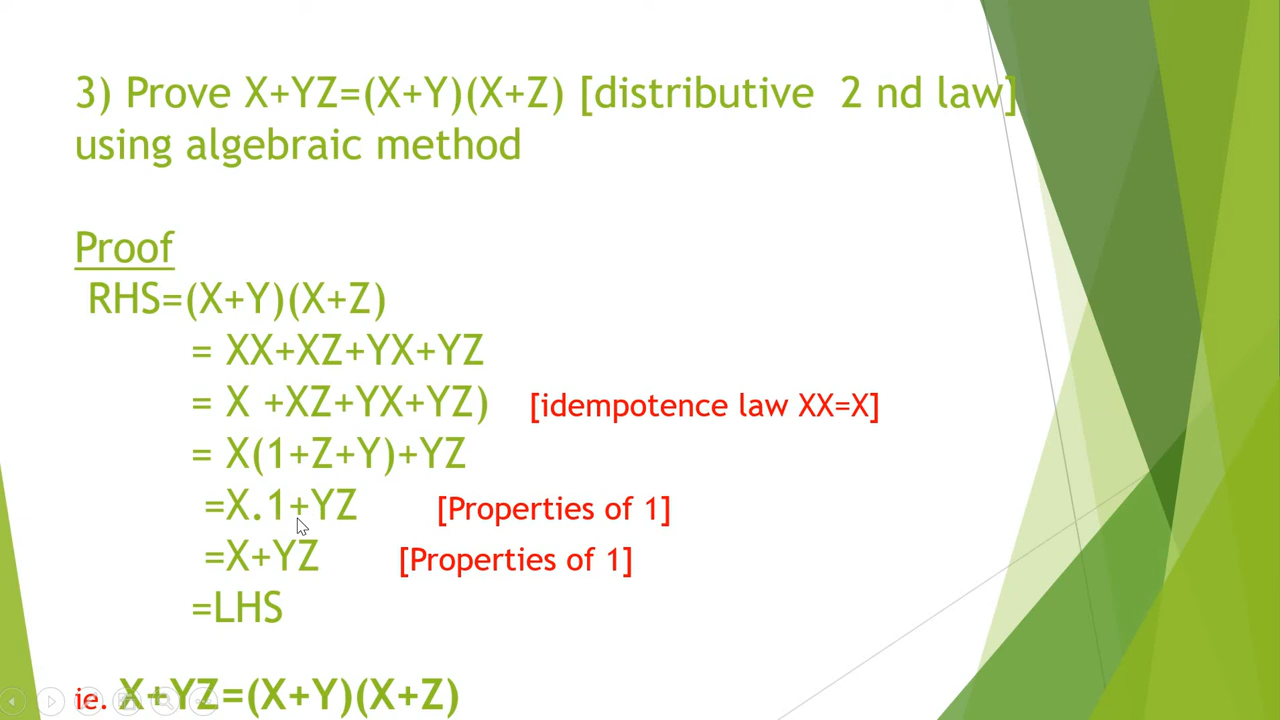 3) Prove X+YZ=(X+Y)(X+Z) [distributive 2 nd law]
using algebraic method
Proof
RHS=(X+Y)(X+Z)
= XX+XZ+YX+YZ
= X +XZ+YX+YZ) [idempotence law XX=X]
= X(1+Z+Y)+YZ
=X.1+YZ [Properties of 1]
=X+YZ [Properties of 1]
=LHS
ie. X+YZ=(X+Y)(X+Z)